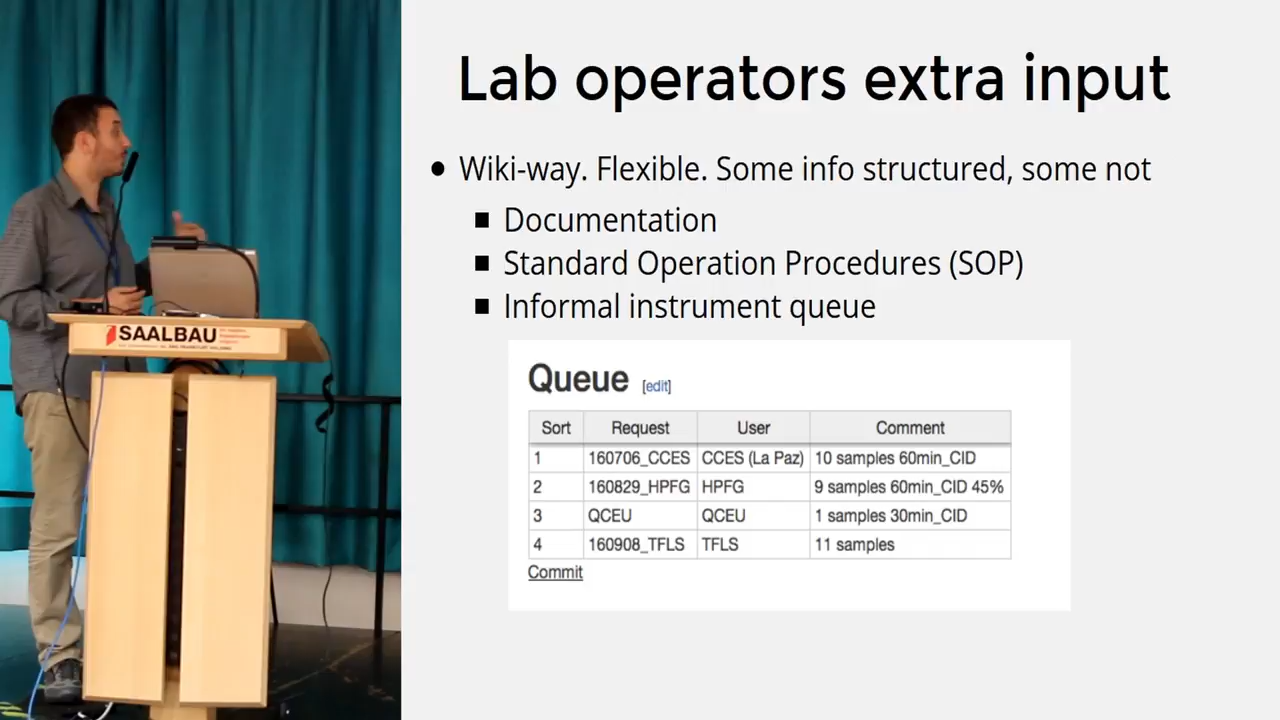 Lab operators extra input
● Wiki-way. Flexible. Some info structured, some not
■ Documentation
■ Standard Operation Procedures (SOP)
■ Informal instrument queue
Queue [edit]
Sort Request User Comment
1 160706_CCES CCES (La Paz) 10 samples 60min_CID
2 160829_HPFG HPFG 9 samples 60min_CID 45%
3 QCEU QCEU 1 samples 30min_CID
4 160908_TFLS TFLS 11 samples
Commit
SAALBAU